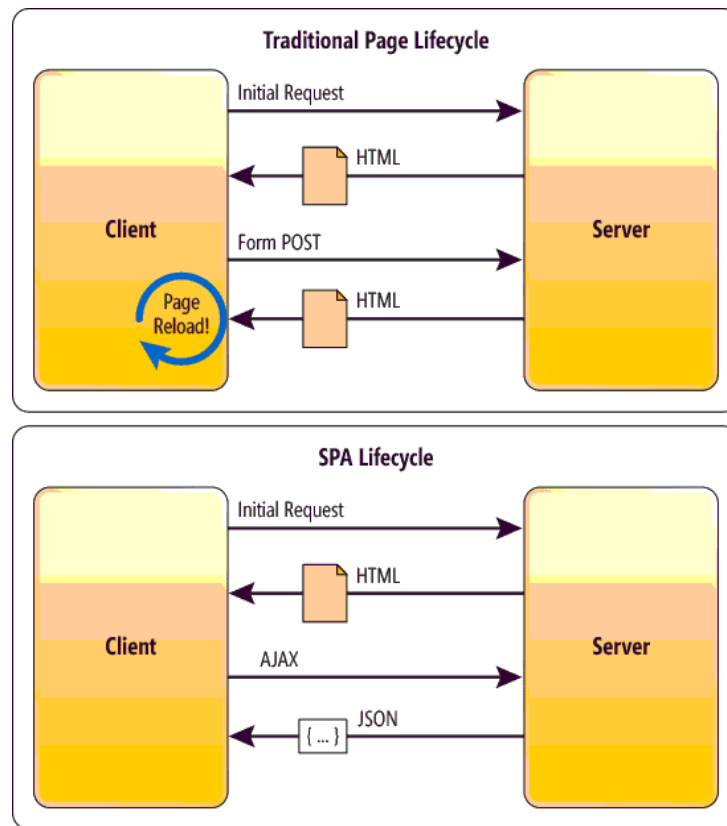 Traditional Page Lifecycle
Initial Request
HTML
Client
Server
Form POST
Page
Reload!
HTML
SPA Lifecycle
Initial Request
HTML
Client
Server
AJAX
JSON
{ ... }